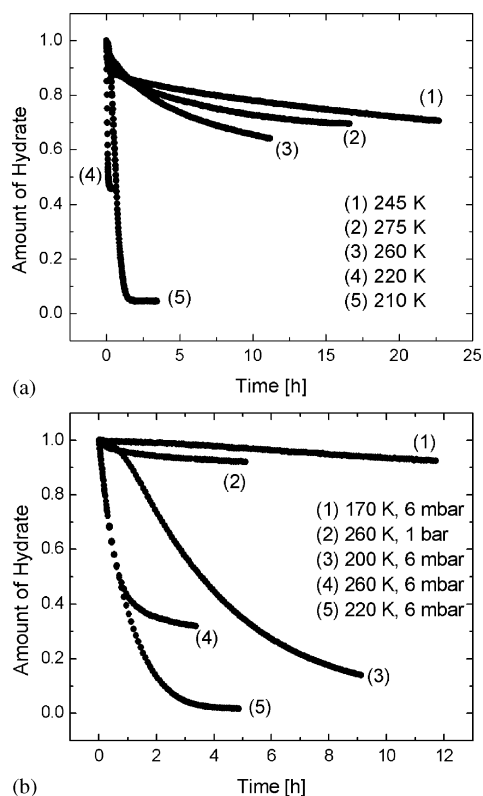 (a)
Amount of Hydrate
1.0
0.8
0.6
0.4
0.2
0.0
(1)
(2)
(3)
(4)
(5)
(1) 245 K
(2) 275 K
(3) 260 K
(4) 220 K
(5) 210 K
0 5 10 15 20 25
Time [h]
(b)
Amount of Hydrate
1.0
0.8
0.6
0.4
0.2
0.0
(1)
(2)
(1) 170 K, 6 mbar
(2) 260 K, 1 bar
(3) 200 K, 6 mbar
(4) 260 K, 6 mbar
(5) 220 K, 6 mbar
(4)
(3)
(5)
0 2 4 6 8 10 12
Time [h]